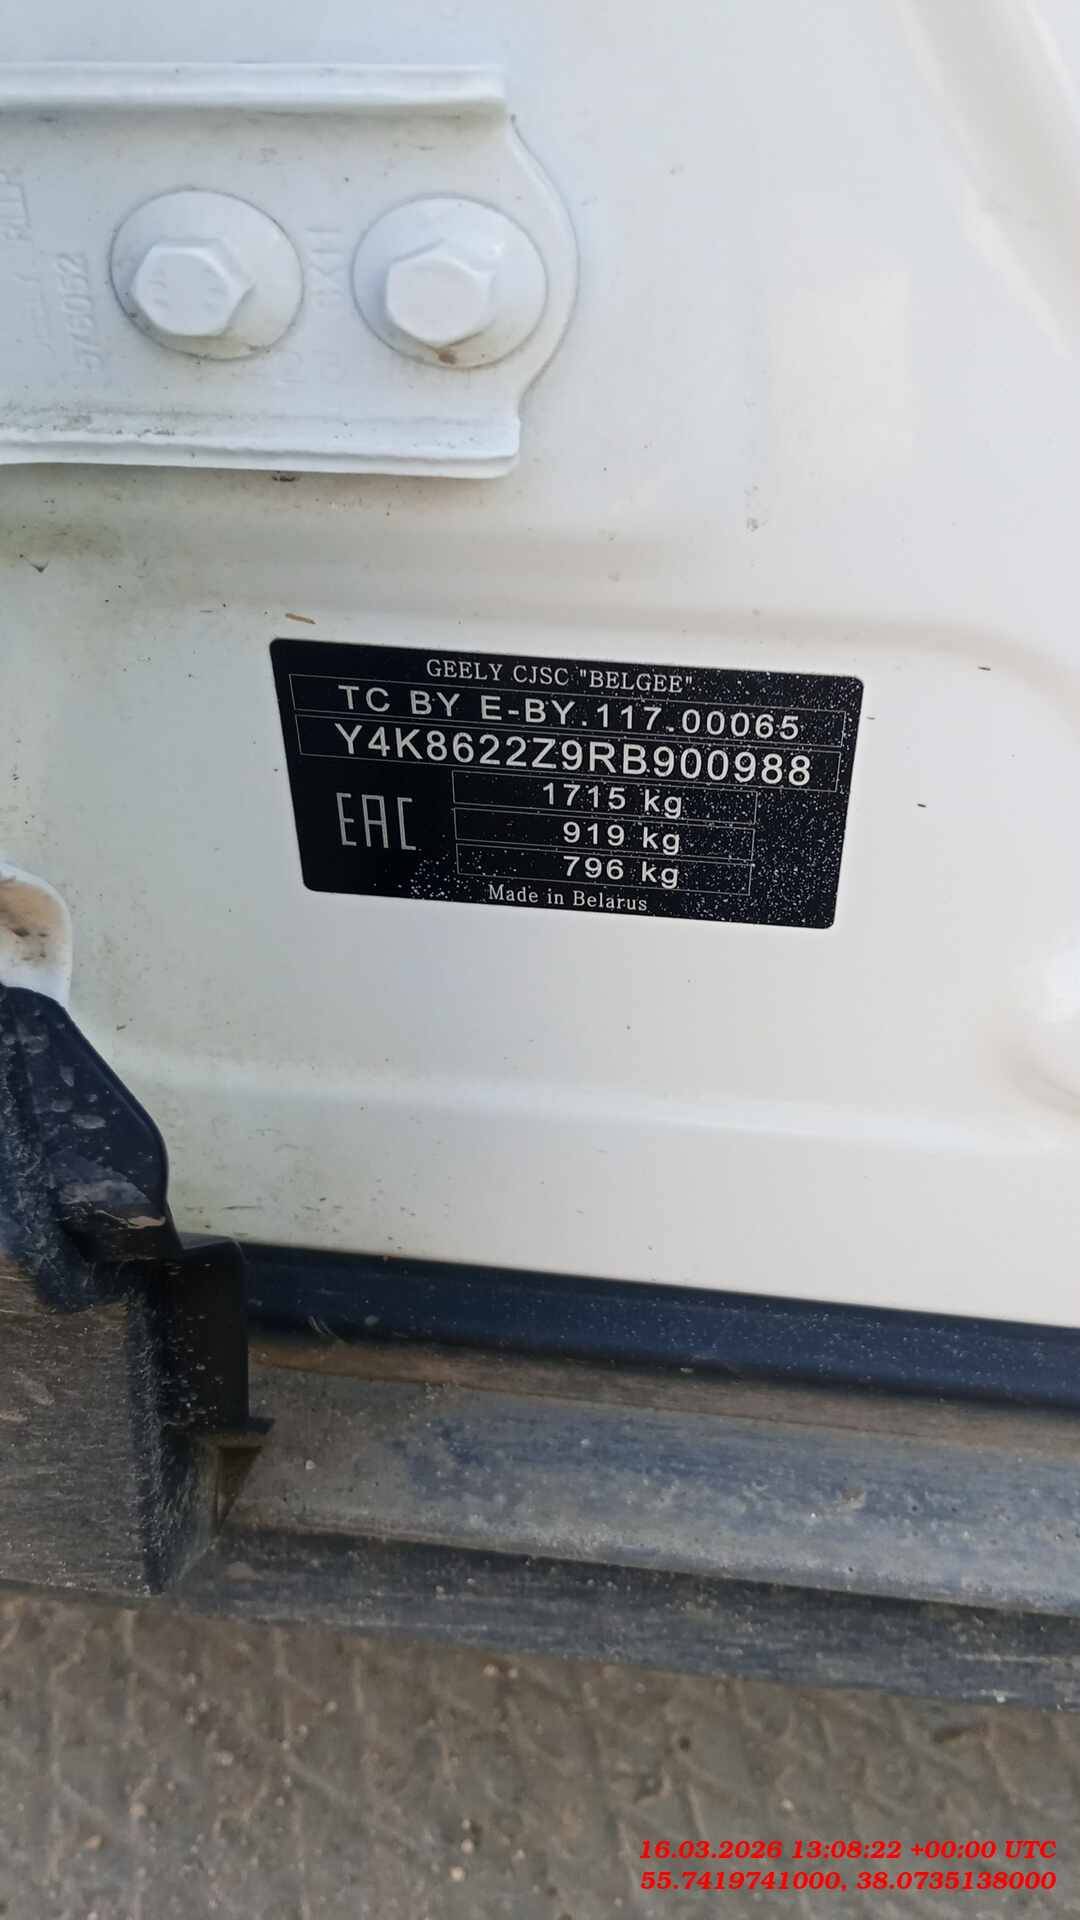 576052
GEELY CJSC "BELGEE"
TC BY E-BY.117.00065
Y4K8622Z9RB900988
EAC
1715 kg
919 kg
796 kg
Made in Belarus
16.03.2026 13:08:22 +00:00 UTC
55.7419741000, 38.0735138000